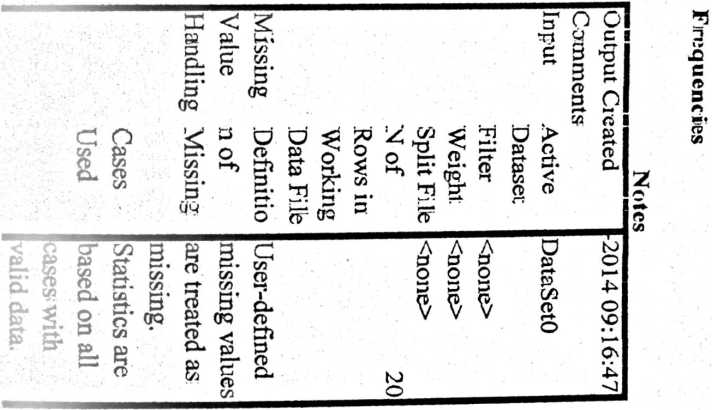 Frequencies
Notes
Output Created -2014 09:16:47
Comments
Input Active DataSet0
Dataset
Filter <none>
Weight <none>
Split File <none>
N of 20
Rows in
Working
Data File
Missing Definitio User-defined
Value n of missing values
Handling Missing are treated as
missing.
Cases Statistics are
Used based on all
cases with
valid data.